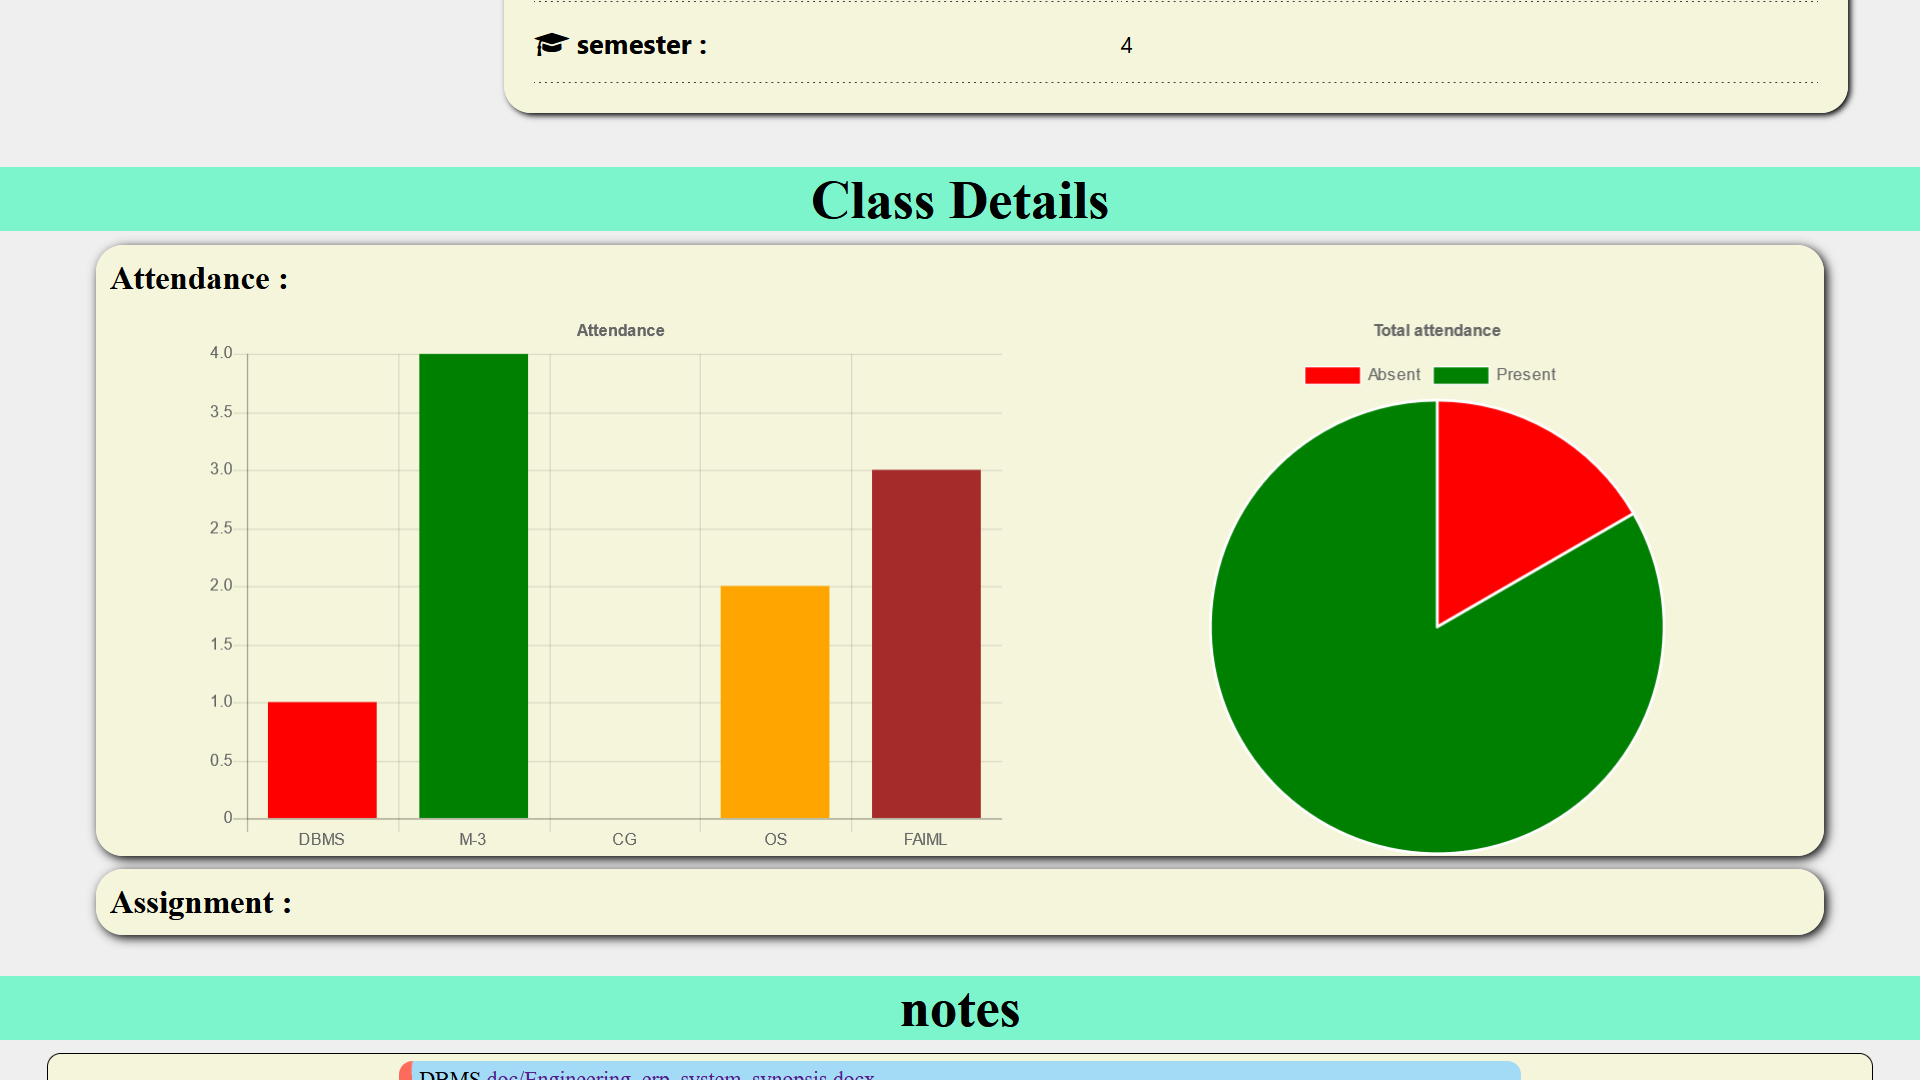 semester : 4
Class Details
Attendance :
Attendance
4.0
3.5
3.0
2.5
2.0
1.5
1.0
0.5
0
DBMS M-3 CG OS FAIML
Total attendance
Absent Present
Assignment :
notes
DBMS doc/Engineering_erp_system_synopsis.docx